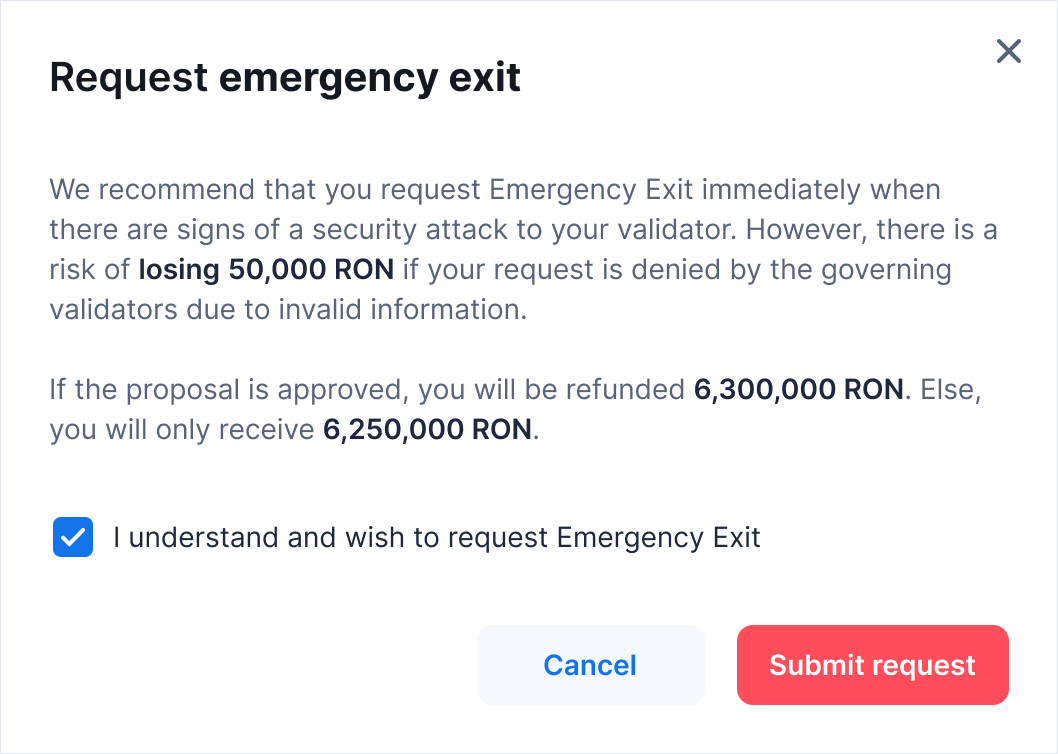 Request emergency exit
We recommend that you request Emergency Exit immediately when
there are signs of a security attack to your validator. However, there is a
risk of losing 50,000 RON if your request is denied by the governing
validators due to invalid information.
If the proposal is approved, you will be refunded 6,300,000 RON. Else,
you will only receive 6,250,000 RON.
I understand and wish to request Emergency Exit
Cancel
Submit request